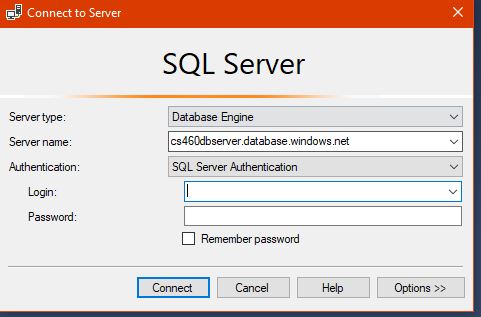 Connect to Server
SQL Server
Server type: Database Engine
Server name: cs460dbserver.database.windows.net
Authentication: SQL Server Authentication
Login:
Password:
Remember password
Connect Cancel Help Options >>